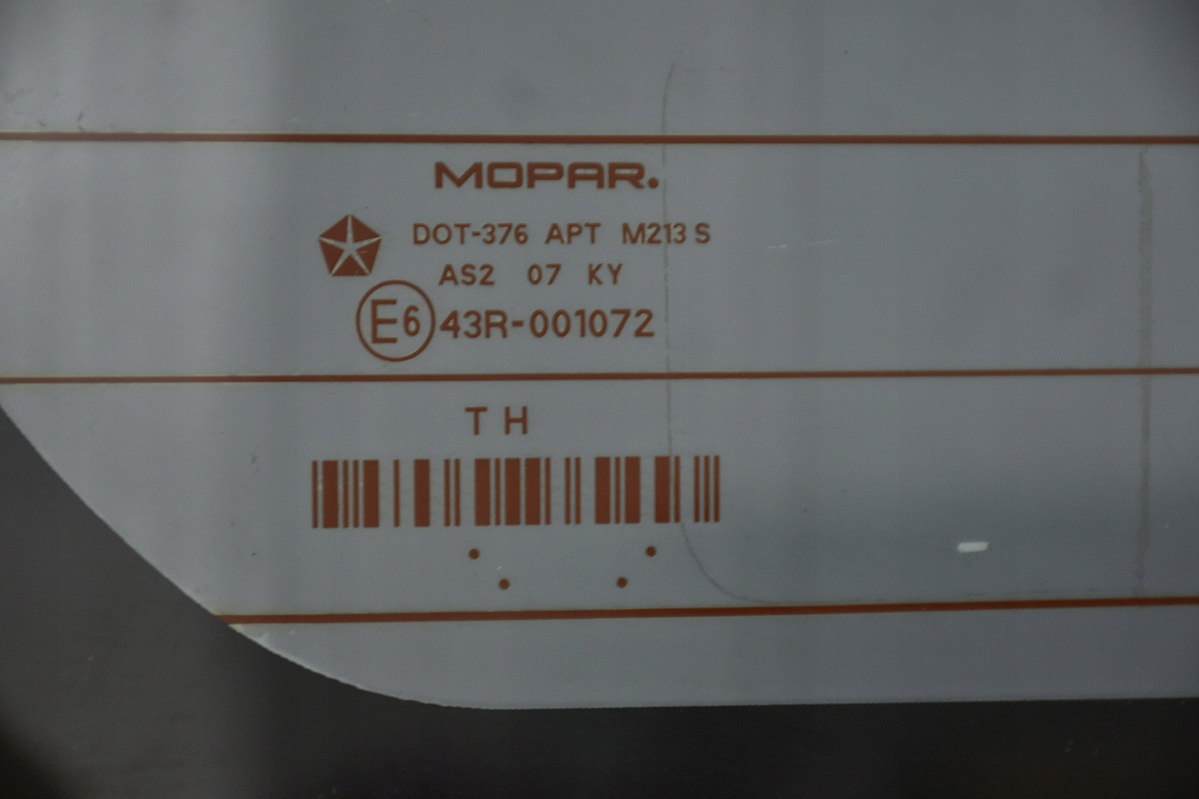 MOPAR.
DOT-376 APT M213 S
AS2 07 KY
E6 43R-001072
T H